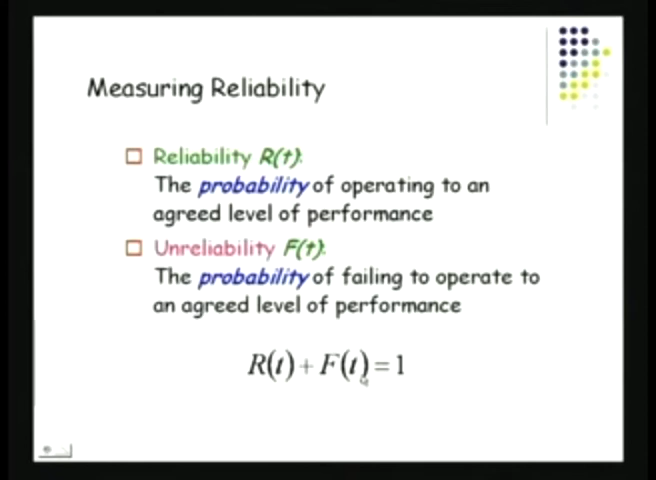 Measuring Reliability
Reliability R(t):
The probability of operating to an
agreed level of performance
Unreliability F(t):
The probability of failing to operate to
an agreed level of performance
R(t) + F(t) = 1